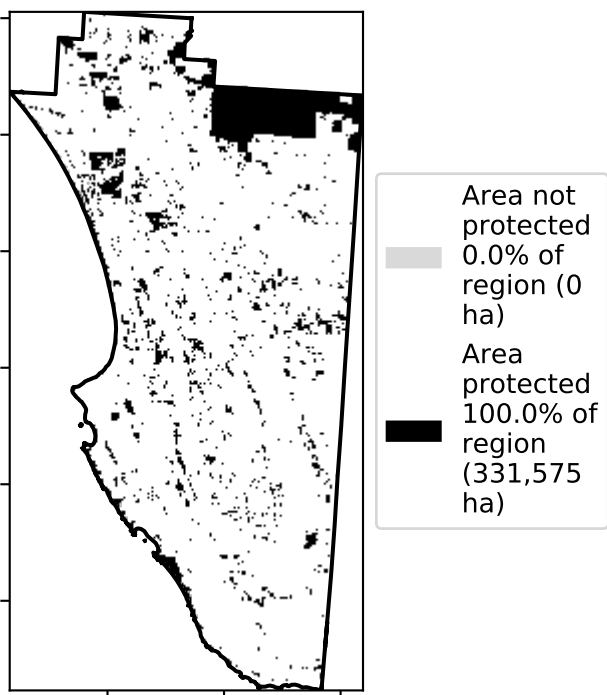 Area not
protected
0.0% of
region (0
ha)
Area
protected
100.0% of
region
(331,575
ha)